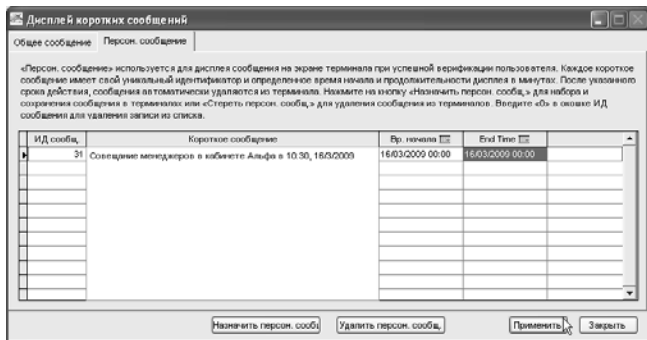 Дисплей коротких сообщений
Общее сообщение Персон. сообщение
«Персон. сообщение» используется для дисплея сообщения на экране терминала при успешной верификации пользователя. Каждое короткое
сообщение имеет свой уникальный идентификатор и определенное время начала и продолжительности дисплея в минутах. После указанного
срока действия, сообщения автоматически удаляются из терминала. Нажмите на кнопку «Назначить персон. сообщ.» для набора и
сохранения сообщения в терминалах или «Стереть персон. сообщ.» для удаления сообщения из терминалов. Введите «0» в окошке ИД
сообщения для удаления записи из списка.
ИД сообщ. Короткое сообщение Вр. начала End Time
31 Совещание менеджеров в кабинете Альфа в 10:30, 16/3/2009 16/03/2009 00:00 16/03/2009 00:00
Назначить персон. сообщ Удалить персон. сообщ. Применить Закрыть